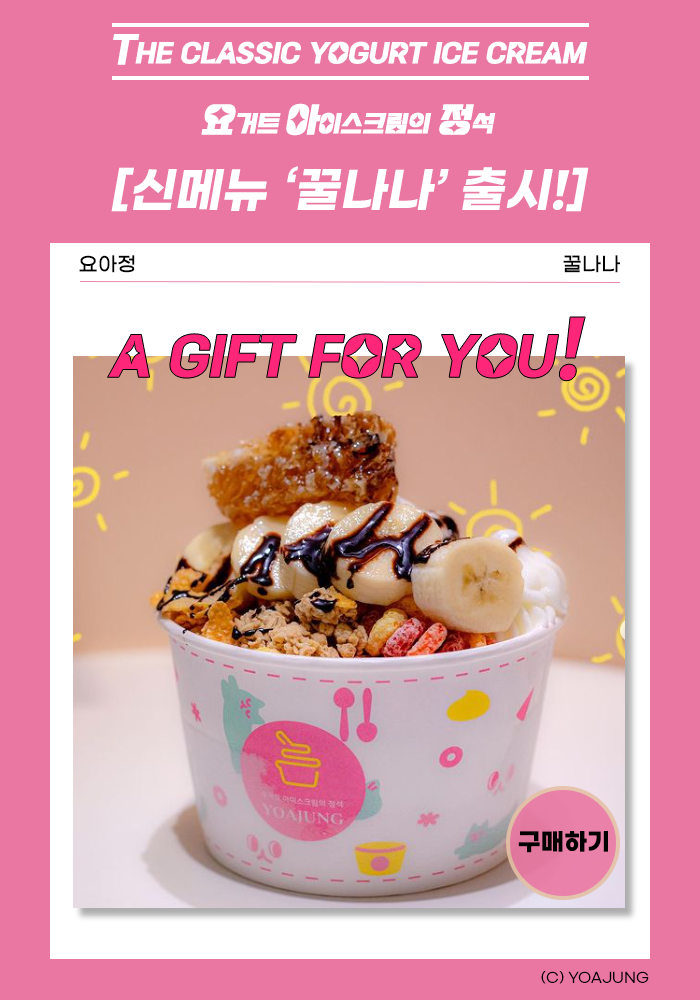 THE CLASSIC YOGURT ICE CREAM
요거트 아이스크림의 정석
[신메뉴 ‘꿀나나’ 출시!]
요아정 꿀나나
A GIFT FOR YOU!
요거트 아이스크림의 정석
YOAJUNG
구매하기
(C) YOAJUNG